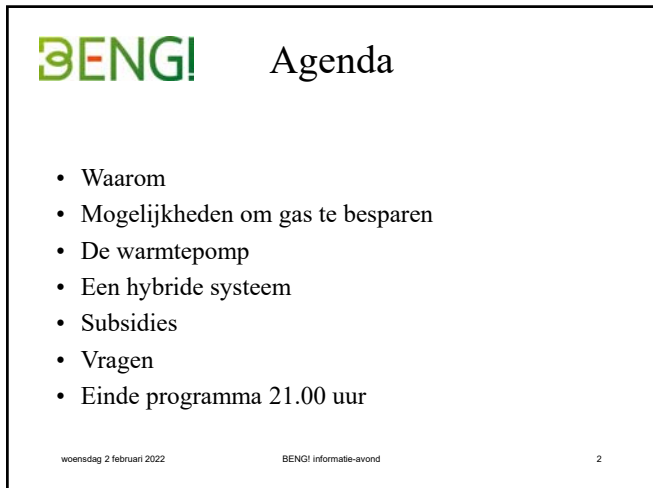 BENG! Agenda
• Waarom
• Mogelijkheden om gas te besparen
• De warmtepomp
• Een hybride systeem
• Subsidies
• Vragen
• Einde programma 21.00 uur
woensdag 2 februari 2022 BENG! informatie-avond 2